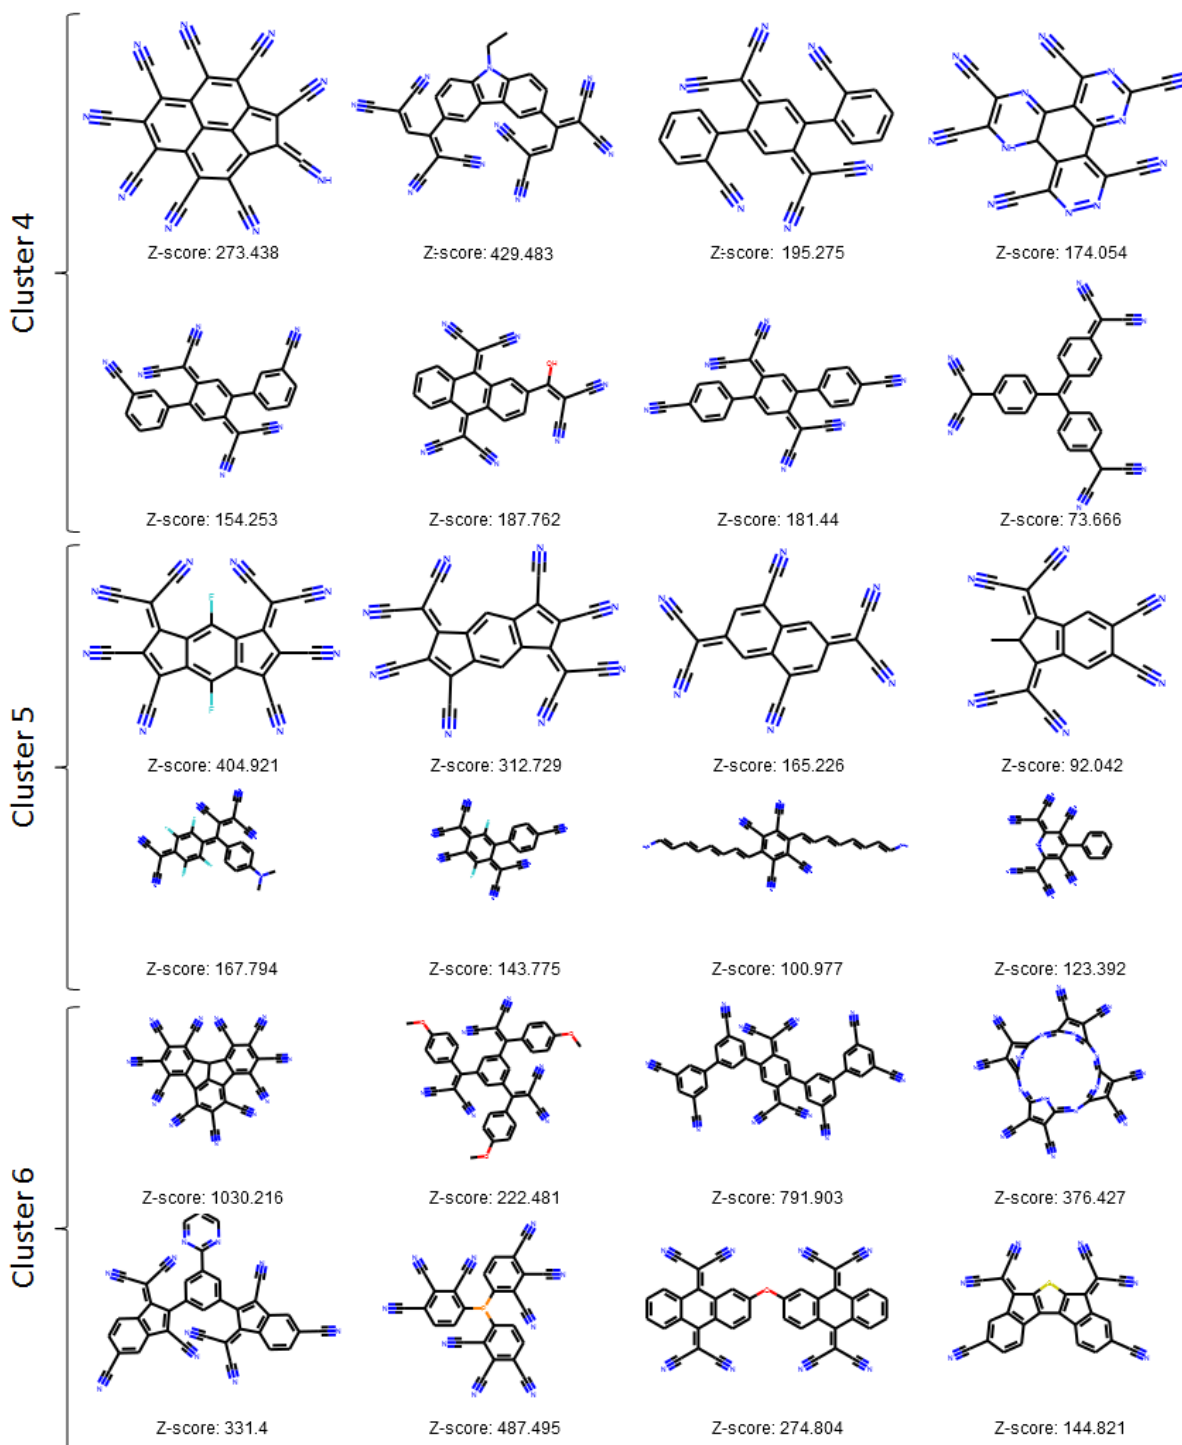 Cluster 4
Z-score: 273.438
Z-score: 429.483
Z-score: 195.275
Z-score: 174.054
Z-score: 154.253
Z-score: 187.762
Z-score: 181.44
Z-score: 73.666
Cluster 5
Z-score: 404.921
Z-score: 312.729
Z-score: 165.226
Z-score: 92.042
Z-score: 167.794
Z-score: 143.775
Z-score: 100.977
Z-score: 123.392
Cluster 6
Z-score: 1030.216
Z-score: 222.481
Z-score: 791.903
Z-score: 376.427
Z-score: 331.4
Z-score: 487.495
Z-score: 274.804
Z-score: 144.821